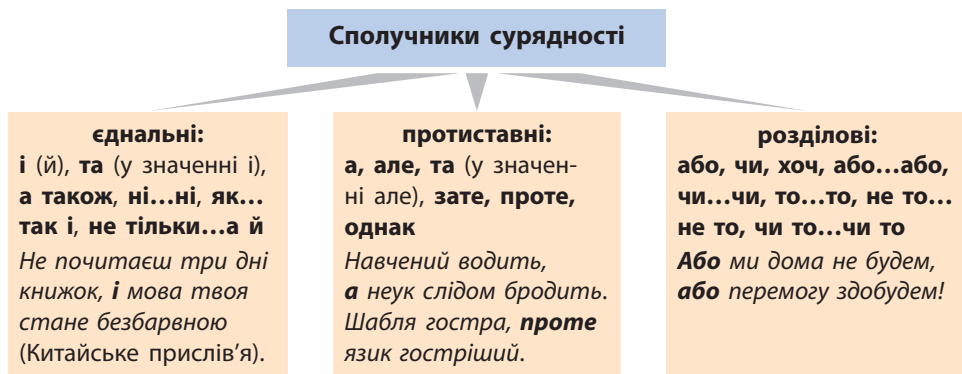 Сполучники сурядності
єднальні:
і (й), та (у значенні і),
а також, ні...ні, як...
так і, не тільки...а й
Не почитаєш три дні
книжок, і мова твоя
стане безбарвною
(Китайське прислів'я).
протиставні:
а, але, та (у значен-
ні але), зате, проте,
однак
Навчений водить,
а неук слідом бродить.
Шабля гостра, проте
язик гостріший.
розділові:
або, чи, хоч, або...або,
чи...чи, то...то, не то...
не то, чи то...чи то
Або ми дома не будем,
або перемогу здобудем!